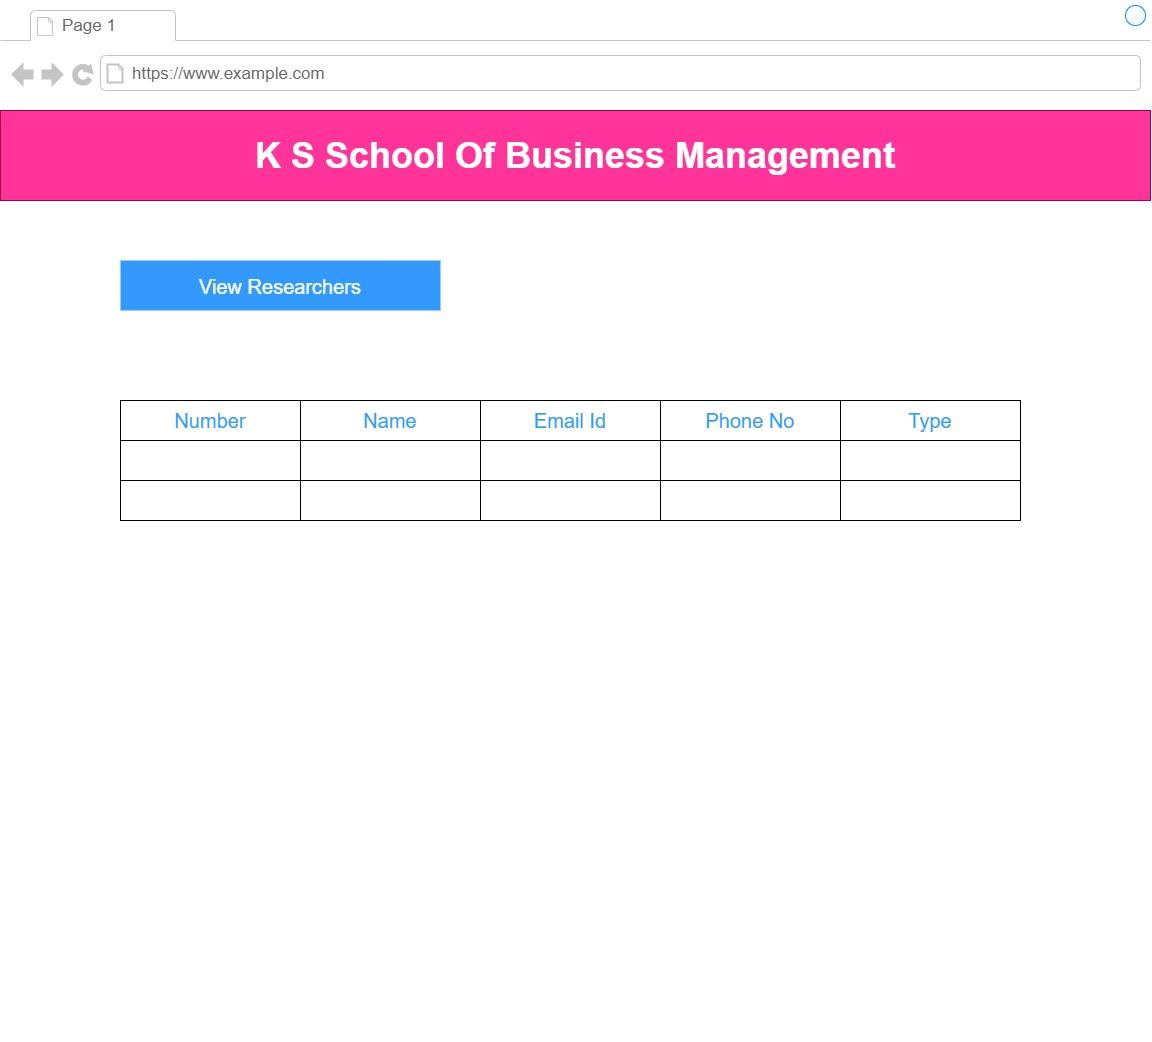 Page 1
https://www.example.com
K S School Of Business Management
View Researchers
Number Name Email Id Phone No Type